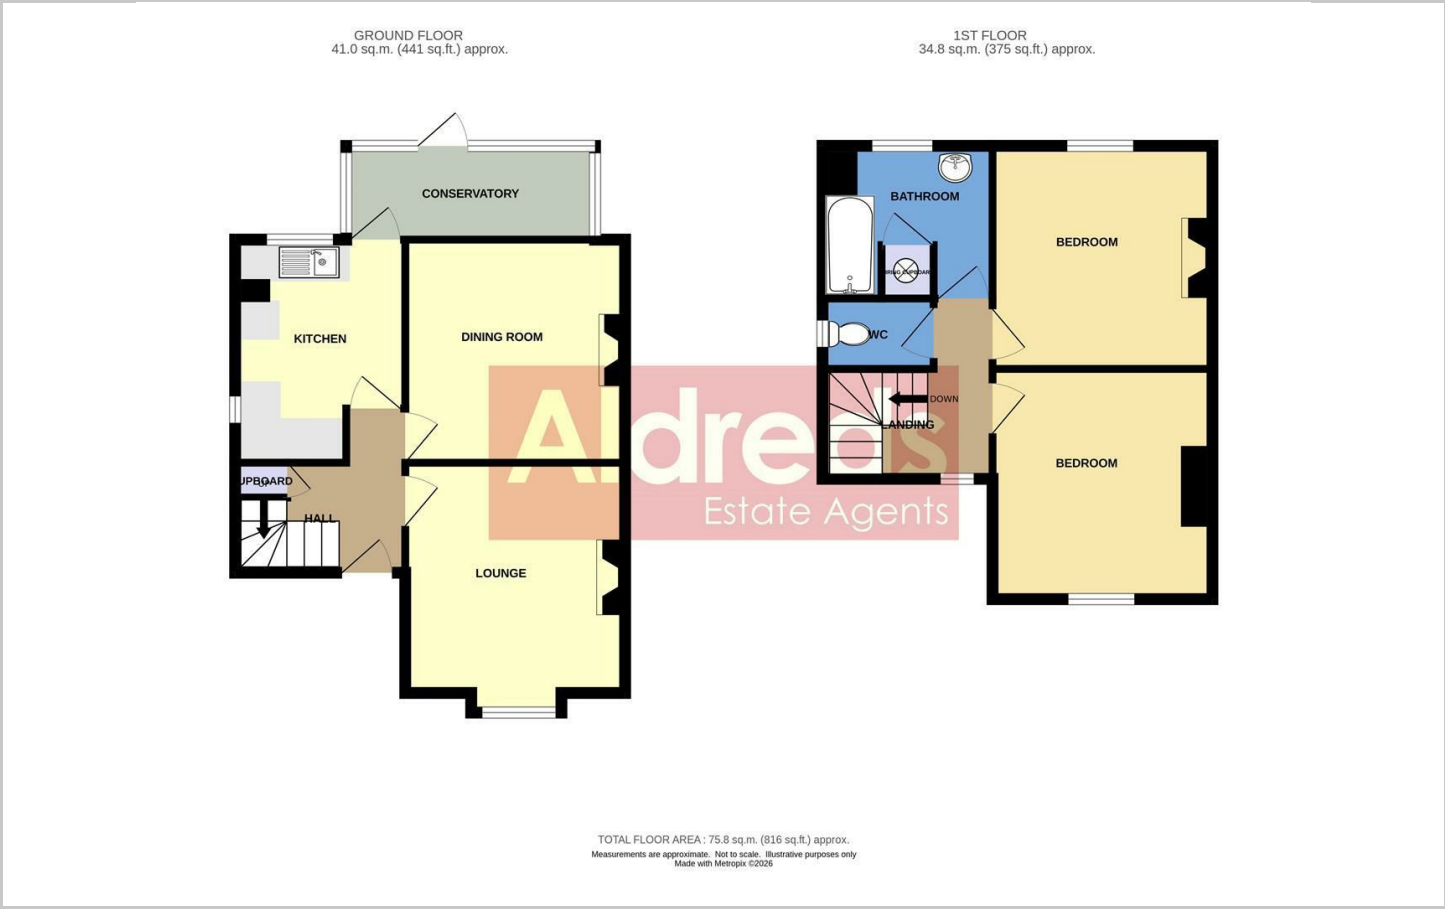 GROUND FLOOR
41.0 sq.m. (441 sq.ft.) approx.
1ST FLOOR
34.8 sq.m. (375 sq.ft.) approx.
CONSERVATORY
KITCHEN
DINING ROOM
UPBOARD
UP
HALL
LOUNGE
BATHROOM
BEDROOM
WC
DOWN
LANDING
BEDROOM
Aldreds
Estate Agents
TOTAL FLOOR AREA : 75.8 sq.m. (816 sq.ft.) approx.
Measurements are approximate. Not to scale. Illustrative purposes only
Made with Metropix ©2026